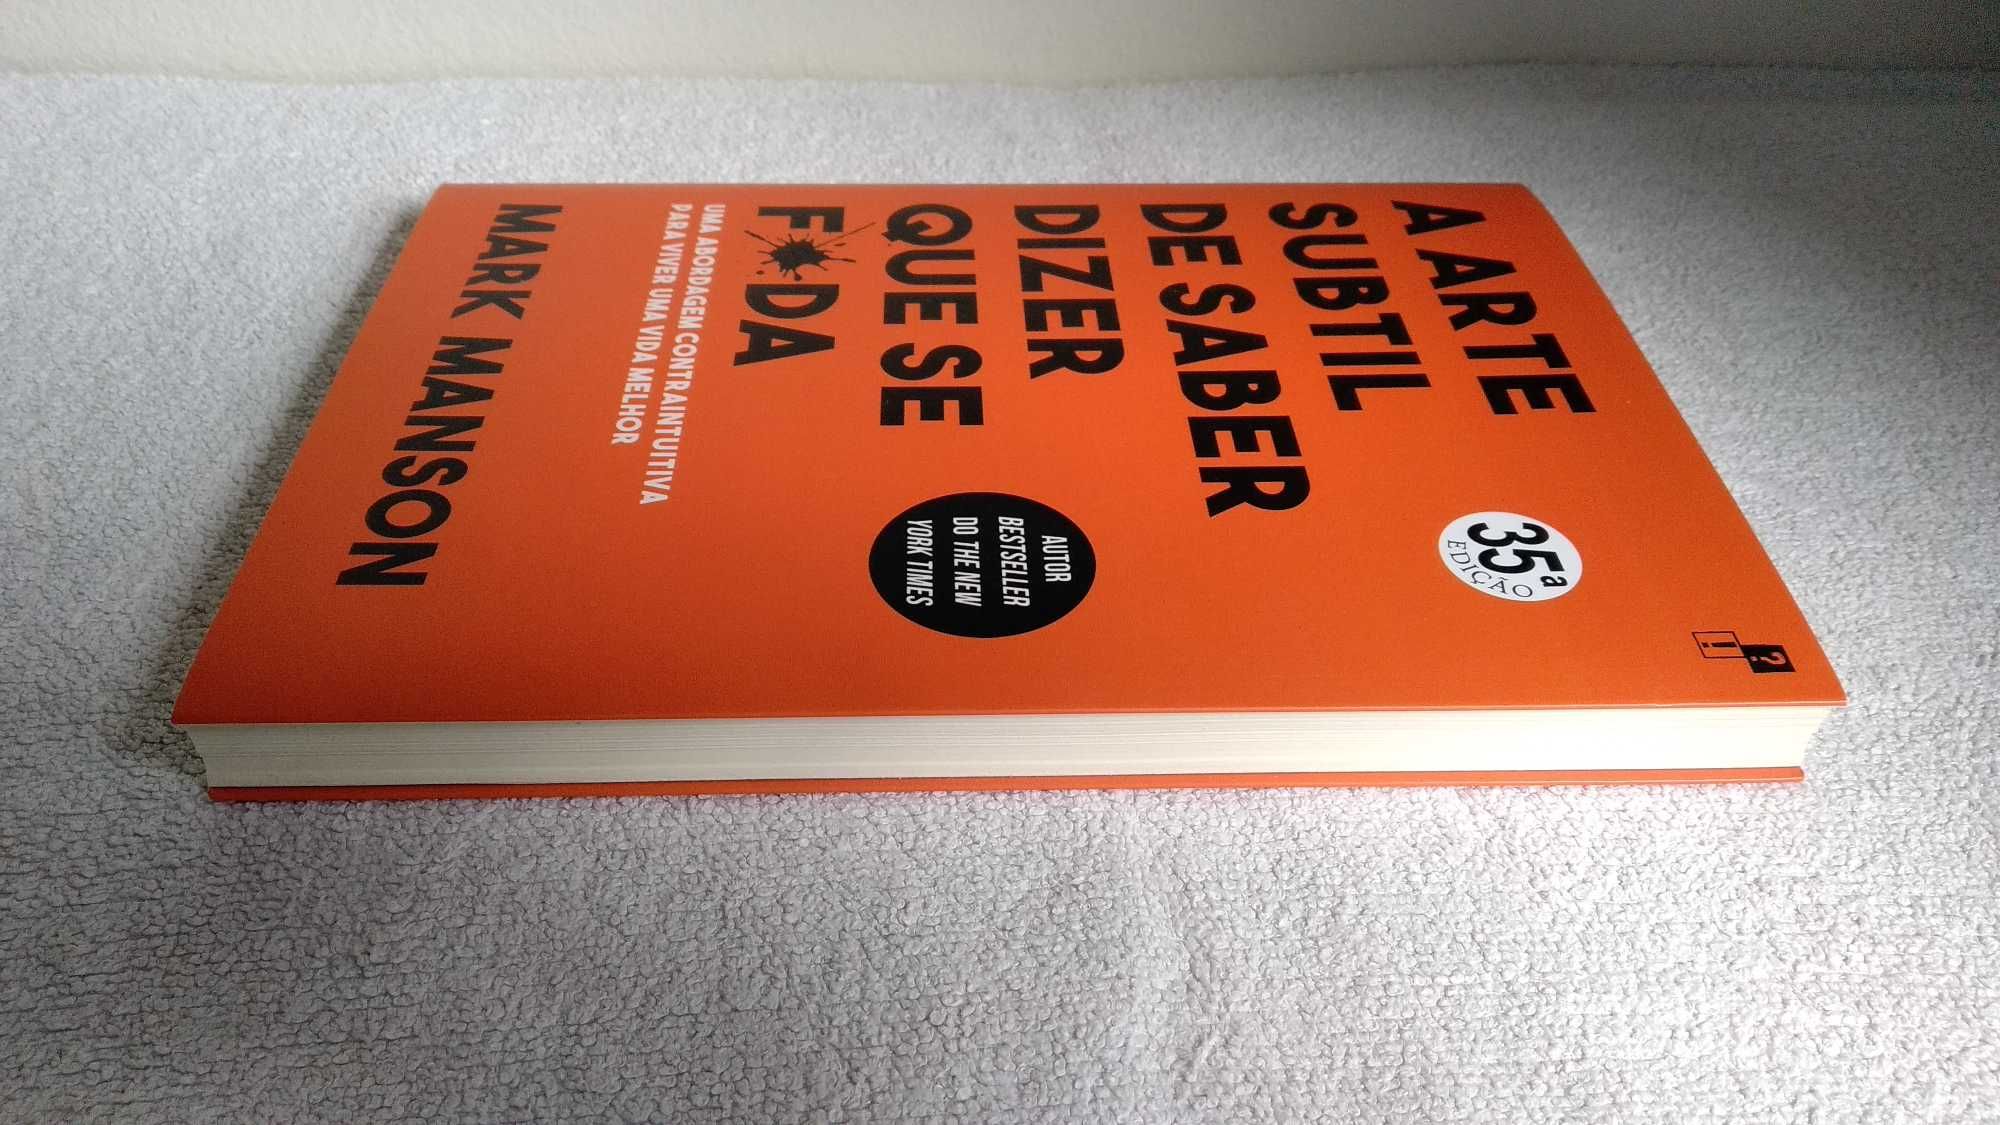 A ARTE
SUBTIL
DE SABER
DIZER
QUE SE
F*DA
UMA ABORDAGEM CONTRAINTUITIVA
PARA VIVER UMA VIDA MELHOR
MARK MANSON
35ª
EDIÇÃO
AUTOR
BESTSELLER
DO THE NEW
YORK TIMES
?
!